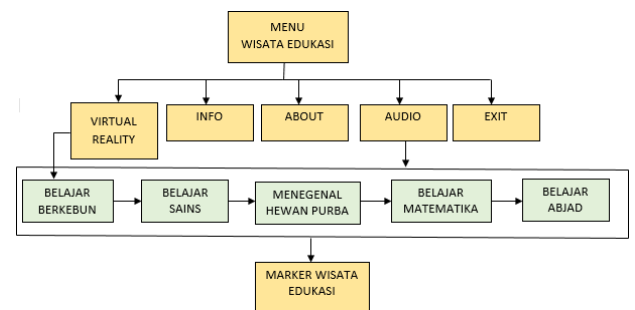 MENU
WISATA EDUKASI
VIRTUAL
REALITY
INFO
ABOUT
AUDIO
EXIT
BELAJAR
BERKEBUN
BELAJAR
SAINS
MENEGENAL
HEWAN PURBA
BELAJAR
MATEMATIKA
BELAJAR
ABJAD
MARKER WISATA
EDUKASI